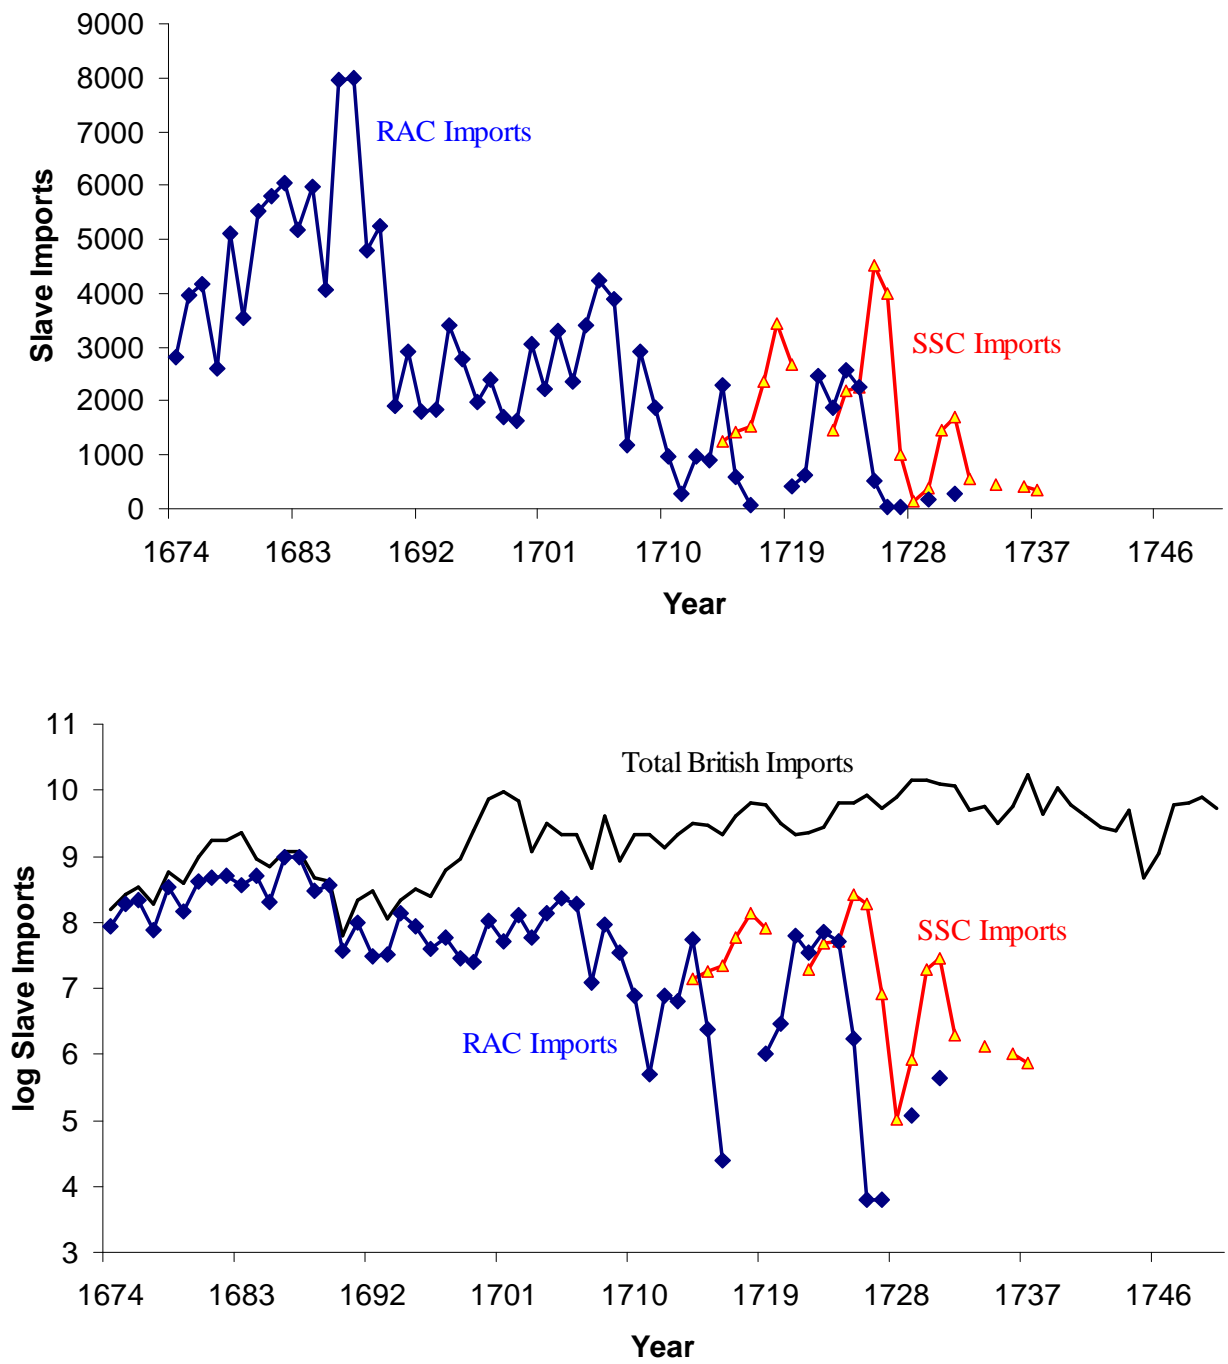 9000
8000
7000
6000
5000
4000
3000
2000
1000
0
Slave Imports
RAC Imports
SSC Imports
1674 1683 1692 1701 1710 1719 1728 1737 1746
Year
11
10
9
8
7
6
5
4
3
log Slave Imports
Total British Imports
SSC Imports
RAC Imports
1674 1683 1692 1701 1710 1719 1728 1737 1746
Year